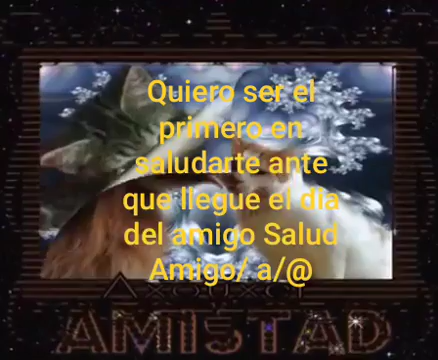 Quiero ser el
primero en
saludarte ante
que llegue el dia
del amigo Salud
Amigo/ a/@
AMISTAD